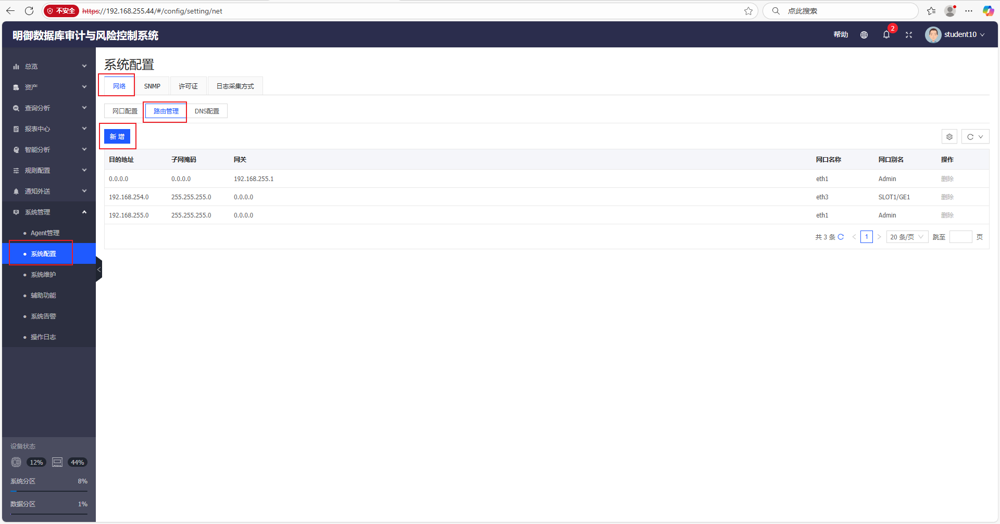 不安全 https://192.168.255.44/#/config/setting/net 点此搜索
明御数据库审计与风险控制系统 帮助 2 student10
总览
资产
查询分析
报表中心
智能分析
规则配置
通知外送
系统管理
Agent管理
系统配置
系统维护
辅助功能
系统告警
操作日志
设备状态
12% 44%
系统分区 8%
数据分区 1%
系统配置
网络 SNMP 许可证 日志采集方式
网口配置 路由管理 DNS配置
新 增
目的地址 子网掩码 网关 网口名称 网口别名 操作
0.0.0.0 0.0.0.0 192.168.255.1 eth1 Admin 删除
192.168.254.0 255.255.255.0 0.0.0.0 eth3 SLOT1/GE1 删除
192.168.255.0 255.255.255.0 0.0.0.0 eth1 Admin 删除
共 3 条 1 20 条/页 跳至 页